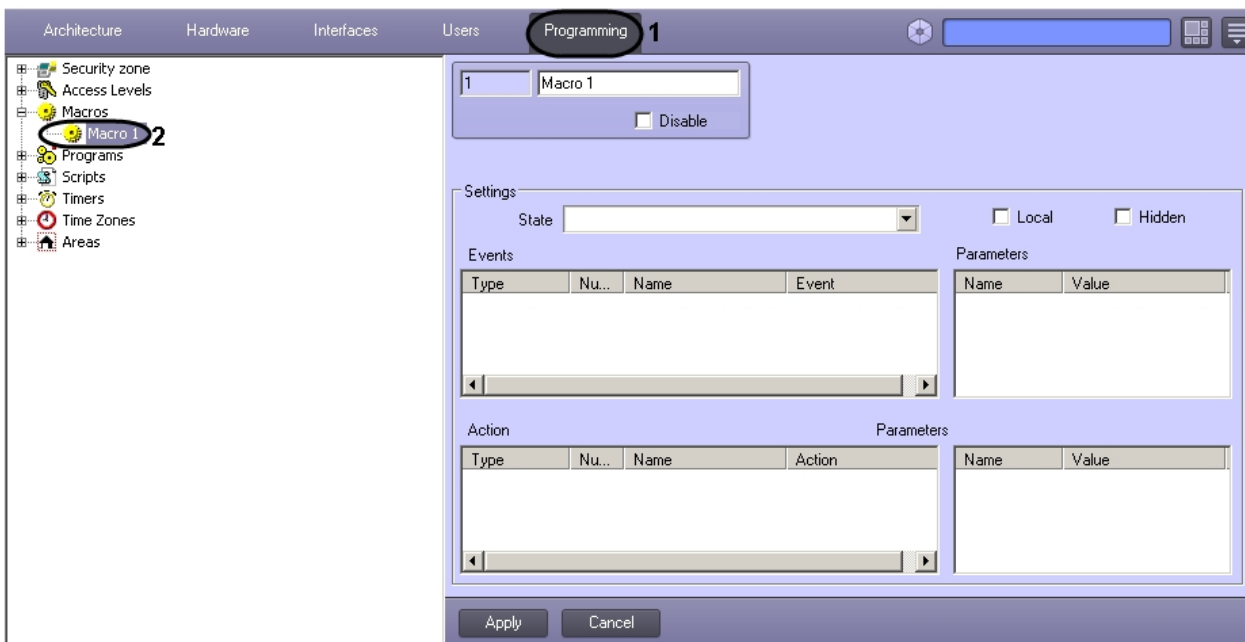 Architecture Hardware Interfaces Users Programming 1
Security zone
Access Levels
Macros
Macro 1 2
Programs
Scripts
Timers
Time Zones
Areas
1 Macro 1
Disable
Settings
State Local Hidden
Events Parameters
Type Nu... Name Event Name Value
Action Parameters
Type Nu... Name Action Name Value
Apply Cancel